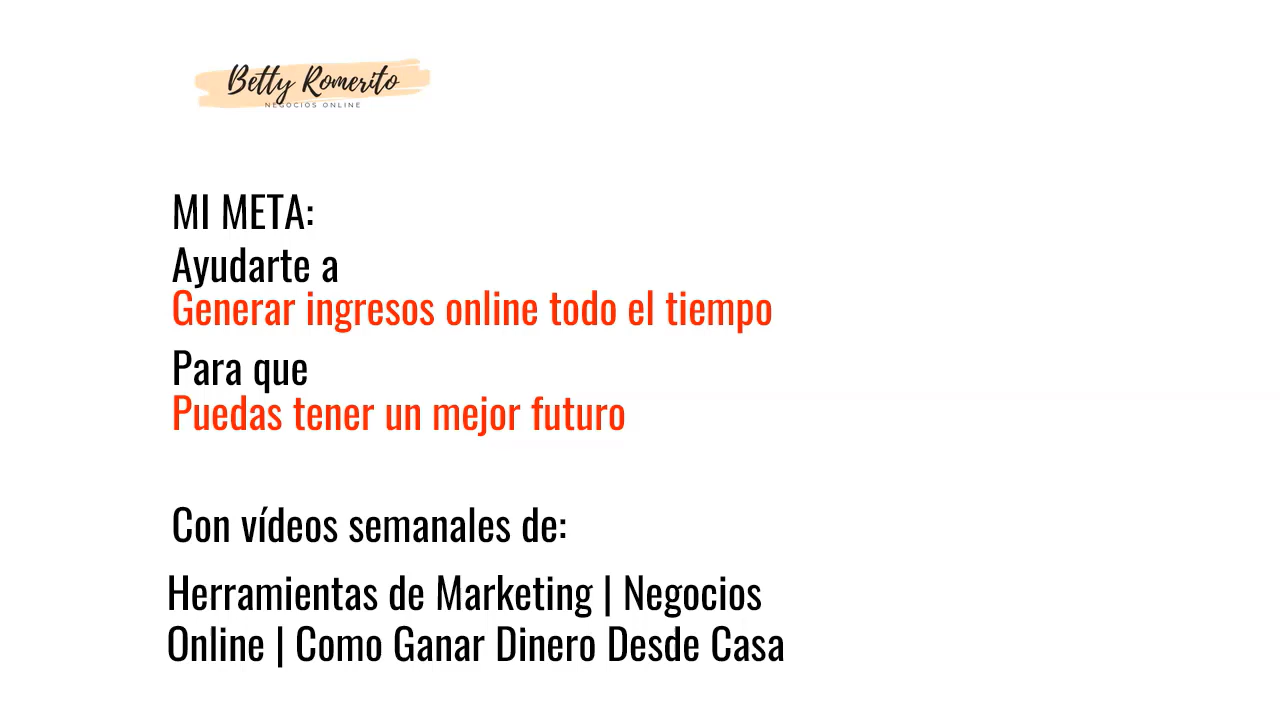 Betty Romerito
NEGOCIOS ONLINE
MI META:
Ayudarte a
Generar ingresos online todo el tiempo
Para que
Puedas tener un mejor futuro
Con vídeos semanales de:
Herramientas de Marketing | Negocios
Online | Como Ganar Dinero Desde Casa